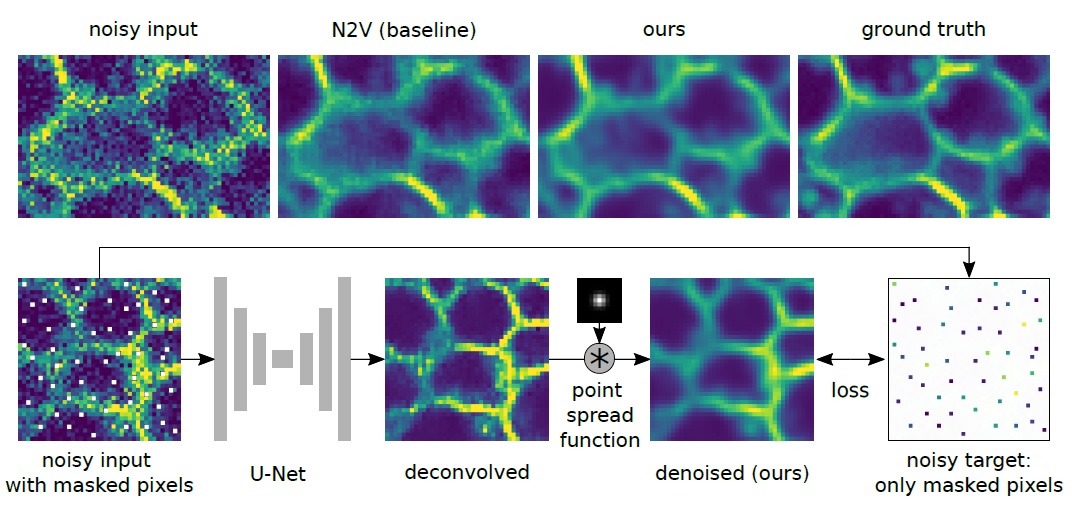 noisy input
N2V (baseline)
ours
ground truth
noisy input
with masked pixels
U-Net
deconvolved
point
spread
function
denoised (ours)
loss
noisy target:
only masked pixels